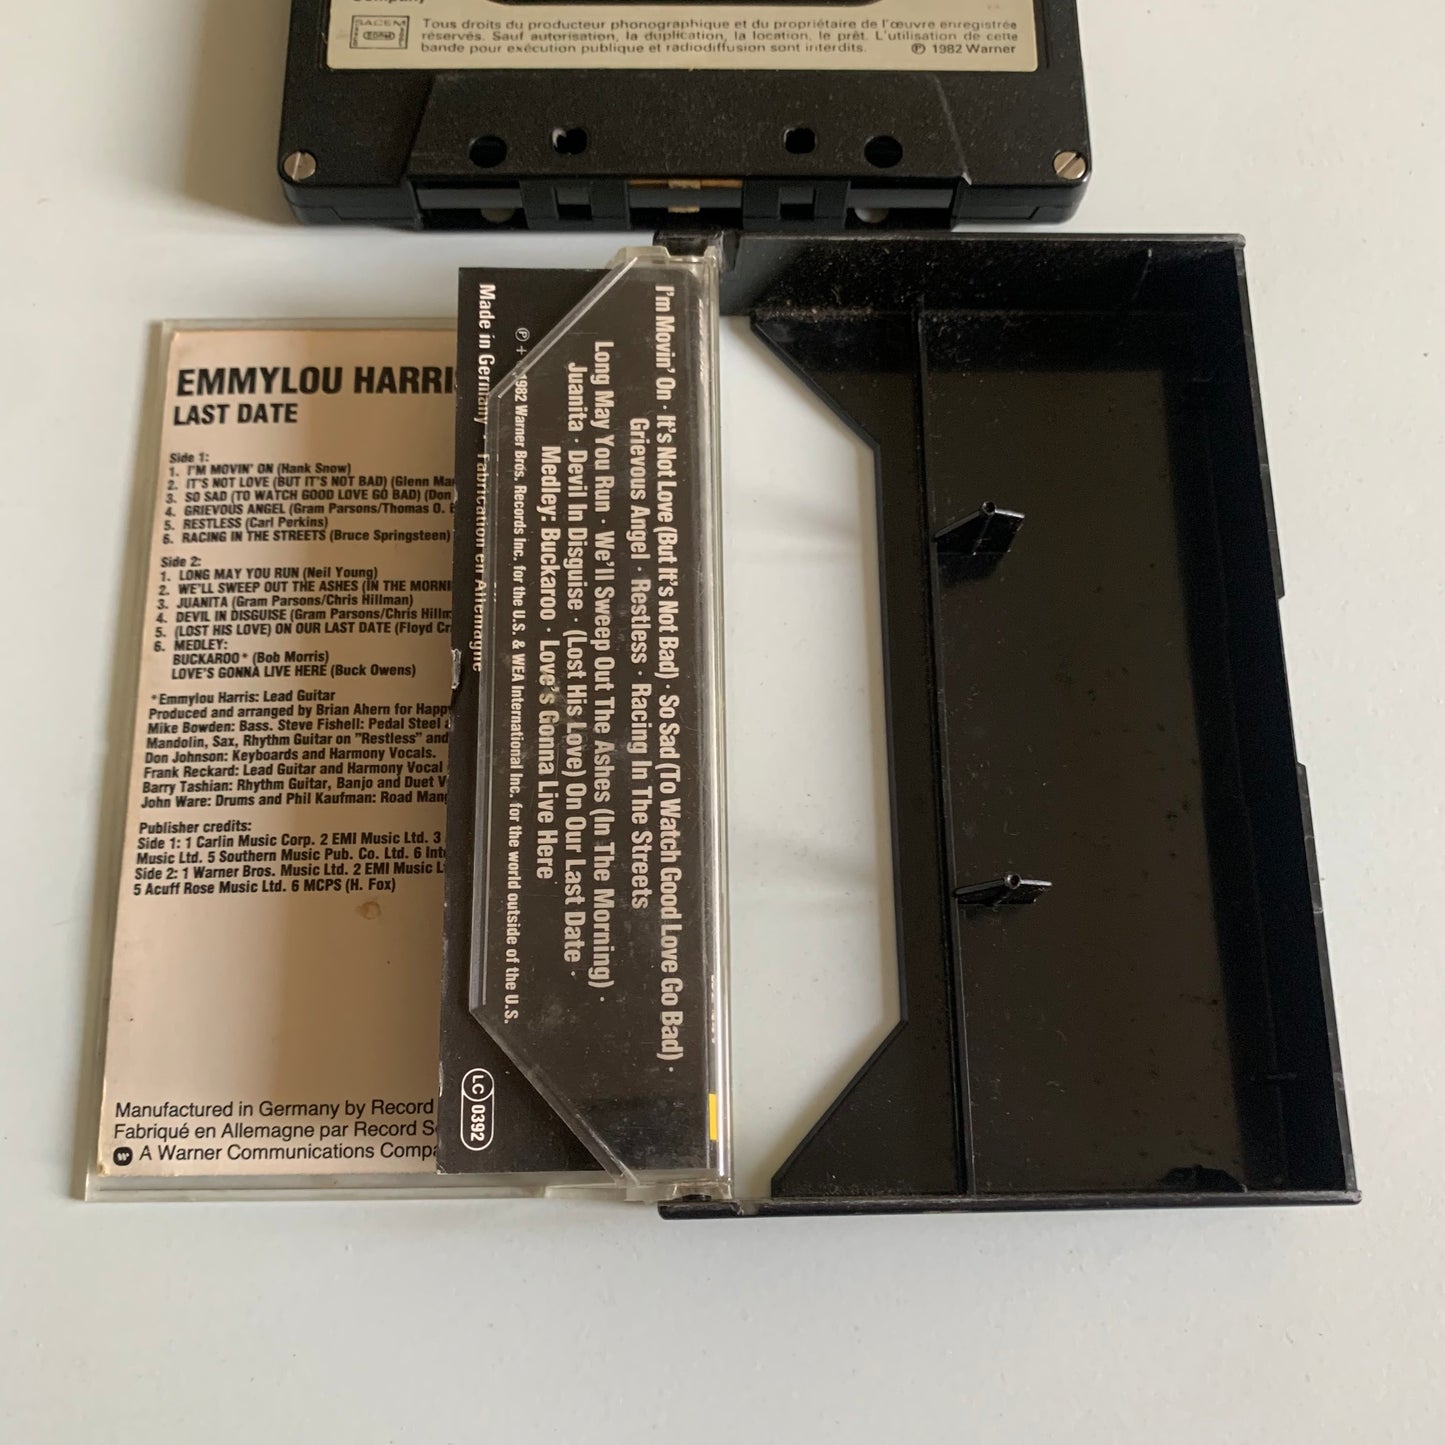 Company
SACEM
Tous droits du producteur phonographique et du propriétaire de l'œuvre enregistrée
réservés. Sauf autorisation, la duplication, la location, le prêt. L'utilisation de cette
bande pour exécution publique et radiodiffusion sont interdits. ℗ 1982 Warner
EMMYLOU HARRIS
LAST DATE
Side 1:
1. I'M MOVIN' ON (Hank Snow)
2. IT'S NOT LOVE (BUT IT'S NOT BAD) (Glenn
3. SO SAD (TO WATCH GOOD LOVE GO BAD) (Don
4. GRIEVOUS ANGEL (Gram Parsons/Thomas O.
5. RESTLESS (Carl Perkins)
6. RACING IN THE STREETS (Bruce Springsteen)
Side 2:
1. LONG MAY YOU RUN (Neil Young)
2. WE'LL SWEEP OUT THE ASHES (IN THE
3. JUANITA (Gram Parsons/Chris Hillman)
4. DEVIL IN DISGUISE (Gram Parsons/Chris
5. (LOST HIS LOVE) ON OUR LAST DATE (Floyd
6. MEDLEY:
BUCKAROO* (Bob Morris)
LOVE'S GONNA LIVE HERE (Buck Owens)
*Emmylou Harris: Lead Guitar
Produced and arranged by Brian Ahern for Happy
Mike Bowden: Bass. Steve Fishell: Pedal Steel
Mandolin, Sax, Rhythm Guitar on "Restless" and
Don Johnson: Keyboards and Harmony Vocals.
Frank Reckard: Lead Guitar and Harmony Vocal
Barry Tashian: Rhythm Guitar, Banjo and Duet
John Ware: Drums and Phil Kaufman: Road
Publisher credits:
Side 1: 1 Carlin Music Corp. 2 EMI Music Ltd. 3
Music Ltd. 5 Southern Music Pub. Co. Ltd. 6
Side 2: 1 Warner Bros. Music Ltd. 2 EMI Music
5 Acuff Rose Music Ltd. 6 MCPS (H. Fox)
Manufactured in Germany by Record
Fabriqué en Allemagne par Record
A Warner Communications
I'm Movin' On · It's Not Love (But It's Not Bad) · So Sad (To Watch Good Love Go Bad) ·
Grievous Angel · Restless · Racing In The Streets
Long May You Run · We'll Sweep Out The Ashes (In The Morning) ·
Juanita · Devil In Disguise · (Lost His Love) On Our Last Date ·
Medley: Buckaroo · Love's Gonna Live Here
℗ + © 1982 Warner Bros. Records Inc. for the U.S. & WEA International Inc. for the world outside of the U.S.
Made in Germany · Fabrication en Allemagne
LC 0392